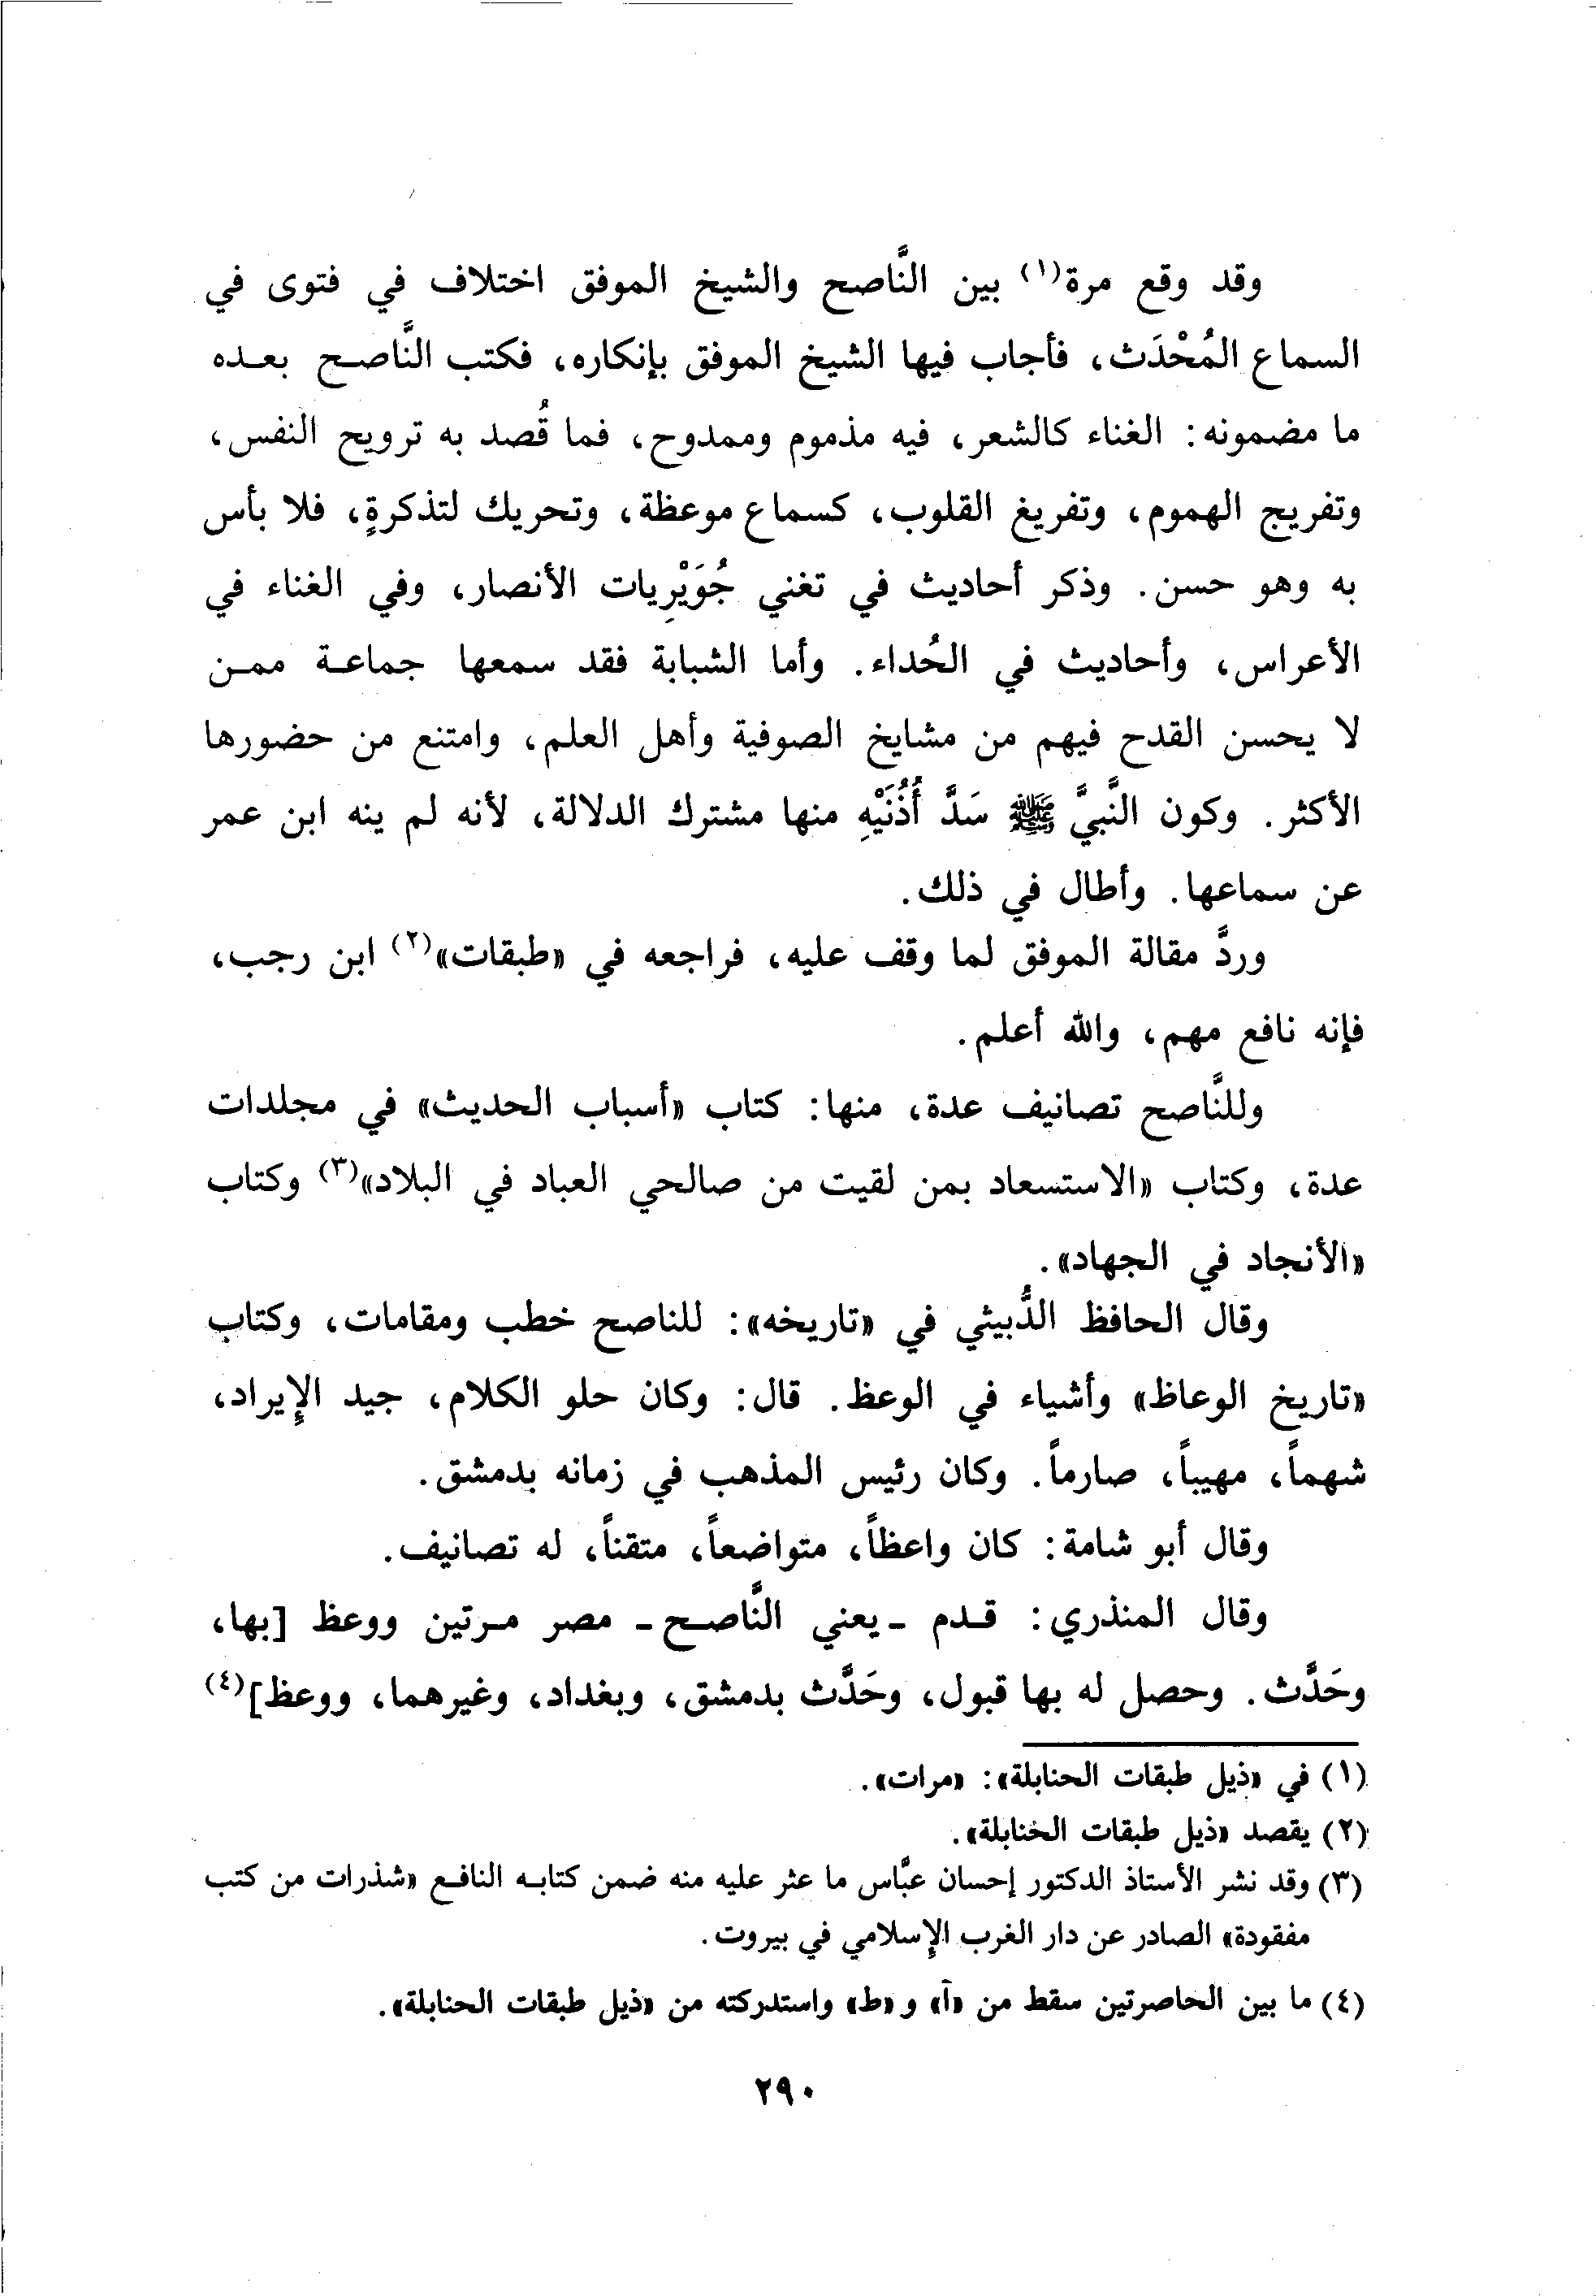 وقد وقع مرة(١) بين النَّاصح والشيخ الموفق اختلاف في فتوى في
السماع المُحْدَث، فأجاب فيها الشيخ الموفق بإنكاره، فكتب النَّاصح بعده
ما مضمونه: الغناء كالشعر، فيه مذموم وممدوح، فما قُصد به ترويح النفس،
وتفريج الهموم، وتفريغ القلوب، كسماع موعظة، وتحريك لتذكرةٍ، فلا بأس
به وهو حسن. وذكر أحاديث في تغني جُوَيْرِيات الأنصار، وفي الغناء في
الأعراس، وأحاديث في الحُداء. وأما الشبابة فقد سمعها جماعة ممن
لا يحسن القدح فيهم من مشايخ الصوفية وأهل العلم، وامتنع من حضورها
الأكثر. وكون النَّبيَّ ﷺ سَدَّ أُذُنَيْهِ منها مشترك الدلالة، لأنه لم ينه ابن عمر
عن سماعها. وأطال في ذلك.
وردَّ مقالة الموفق لما وقف عليه، فراجعه في «طبقات»(٢) ابن رجب،
فإنه نافع مهم، والله أعلم.
وللنَّاصح تصانيف عدة، منها: كتاب «أسباب الحديث» في مجلدات
عدة، وكتاب «الاستسعاد بمن لقيت من صالحي العباد في البلاد»(٣) وكتاب
«الأنجاد في الجهاد».
وقال الحافظ الدُّبيثي في «تاريخه»: للناصح خطب ومقامات، وكتاب
«تاريخ الوعاظ» وأشياء في الوعظ. قال: وكان حلو الكلام، جيد الإيراد،
شهماً، مهيباً، صارماً. وكان رئيس المذهب في زمانه بدمشق.
وقال أبو شامة: كان واعظاً، متواضعاً، متقناً، له تصانيف.
وقال المنذري: قدم - يعني النَّاصح - مصر مرتين ووعظ [بها،
وحَدَّث. وحصل له بها قبول، وحَدَّث بدمشق، وبغداد، وغيرهما، ووعظ](٤)
(١) في «ذيل طبقات الحنابلة»: «مرات».
(٢) يقصد «ذيل طبقات الحنابلة».
(٣) وقد نشر الأستاذ الدكتور إحسان عبَّاس ما عثر عليه منه ضمن كتابه النافع «شذرات من كتب
مفقودة» الصادر عن دار الغرب الإسلامي في بيروت.
(٤) ما بين الحاصرتين سقط من «آ» و «ط» واستدركته من «ذيل طبقات الحنابلة».
٢٩٠